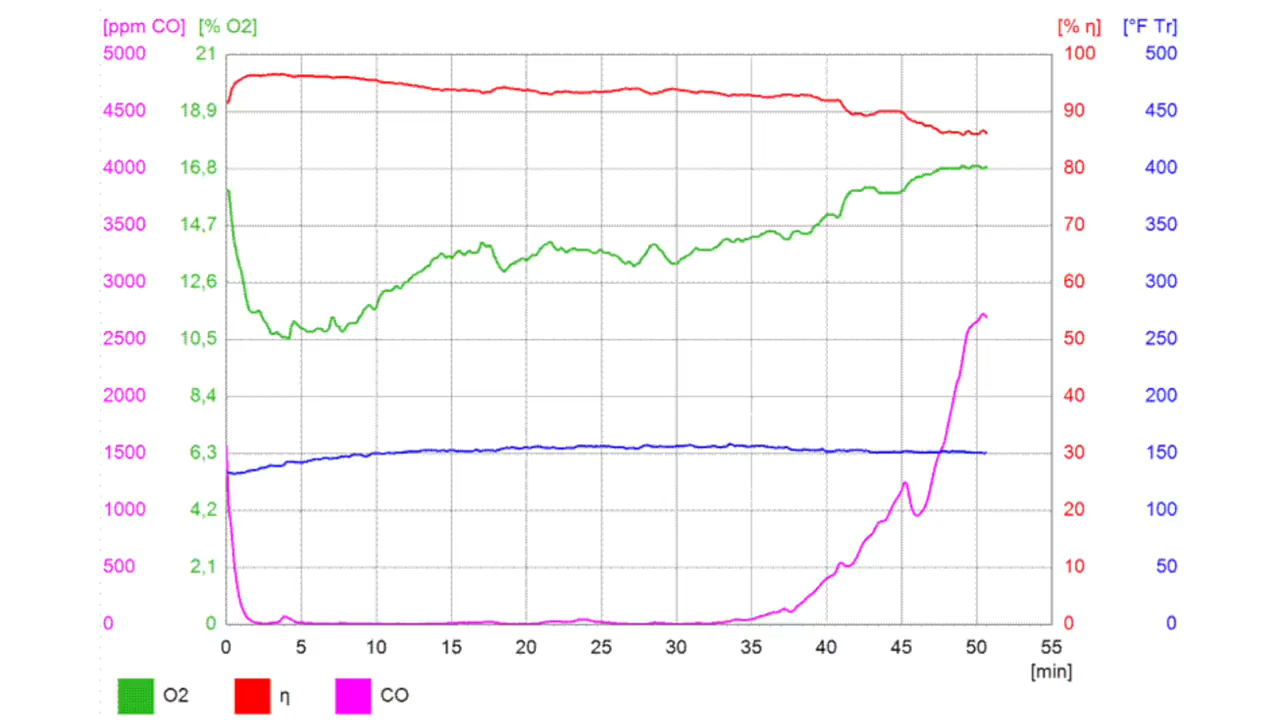 [ppm CO] [% O2] [% η] [°F Tr]
5000 21 100 500
4500 18,9 90 450
4000 16,8 80 400
3500 14,7 70 350
3000 12,6 60 300
2500 10,5 50 250
2000 8,4 40 200
1500 6,3 30 150
1000 4,2 20 100
500 2,1 10 50
0 0 0 0
0 5 10 15 20 25 30 35 40 45 50 55
[min]
O2 η CO